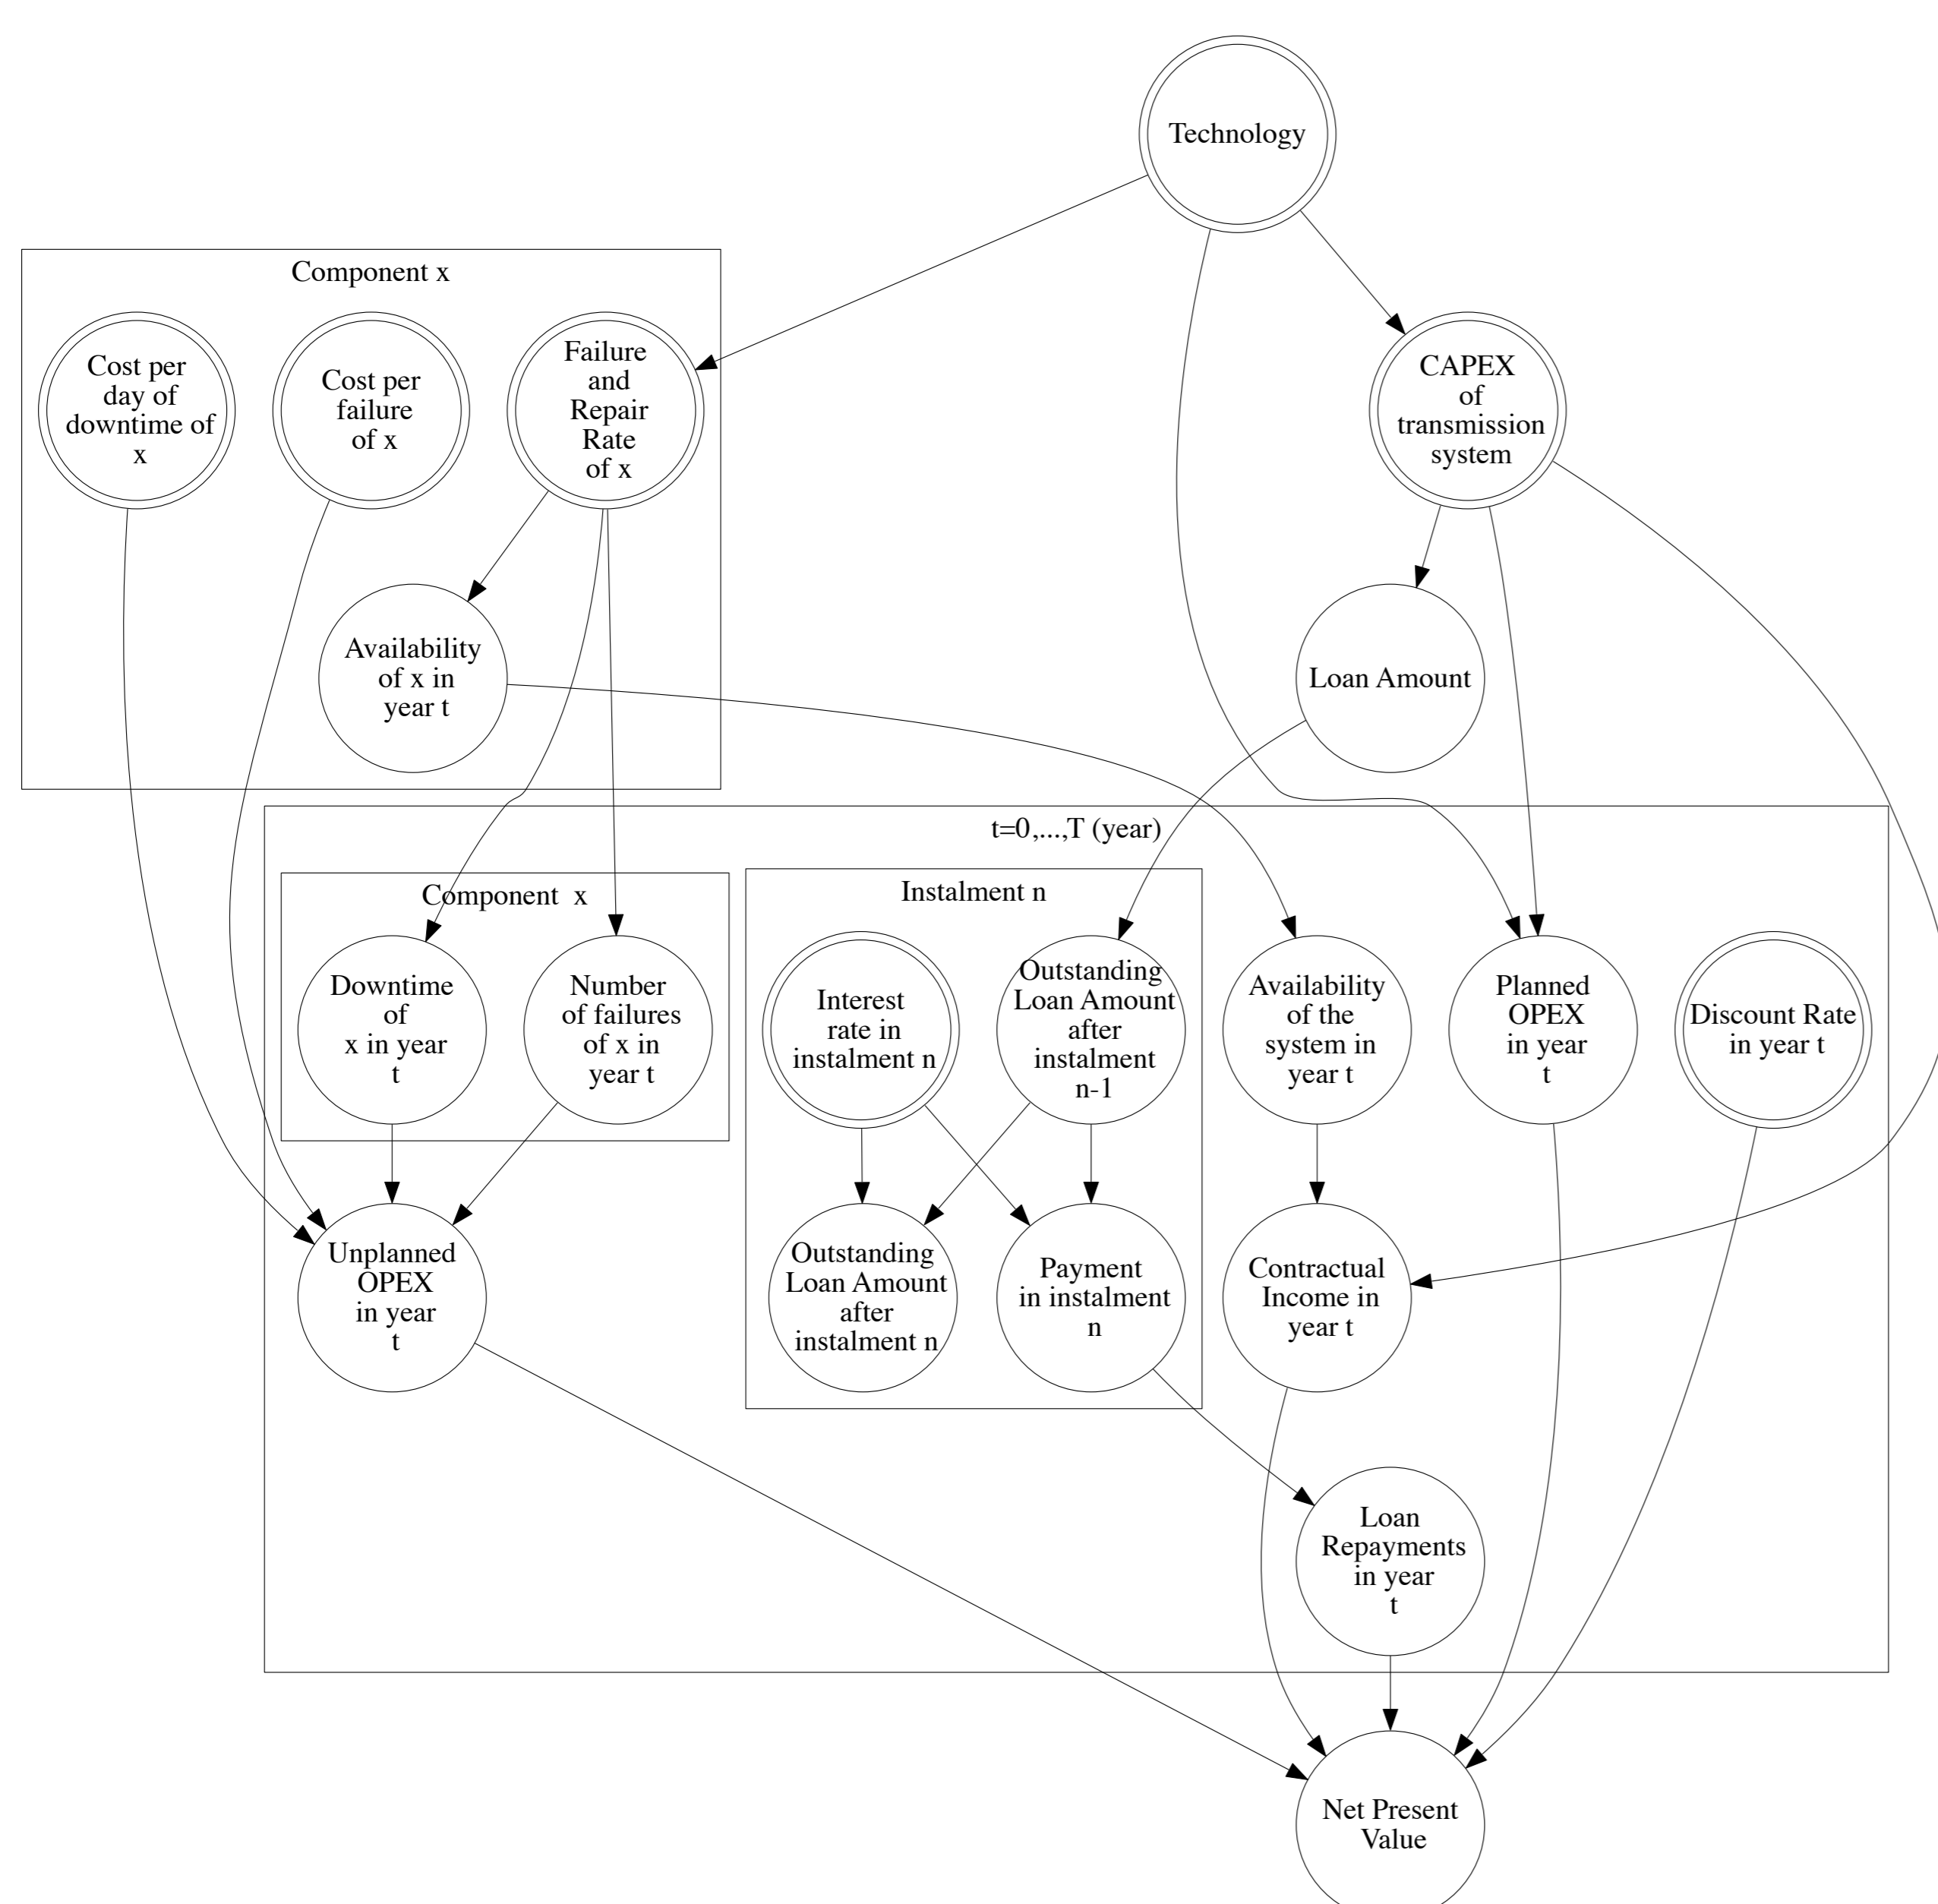 Technology
Component x
Cost per
day of
downtime of
x
Cost per
failure
of x
Failure
and
Repair
Rate
of x
CAPEX
of
transmission
system
Availability
of x in
year t
Loan Amount
t=0,...,T (year)
Component  x
Instalment n
Downtime
of
x in year
t
Number
of failures
of x in
year t
Interest
rate in
instalment n
Outstanding
Loan Amount
after
instalment
n-1
Availability
of the
system in
year t
Planned
OPEX
in year
t
Discount Rate
in year t
Unplanned
OPEX
in year
t
Outstanding
Loan Amount
after
instalment n
Payment
in instalment
n
Contractual
Income in
year t
Loan
Repayments
in year
t
Net Present
Value